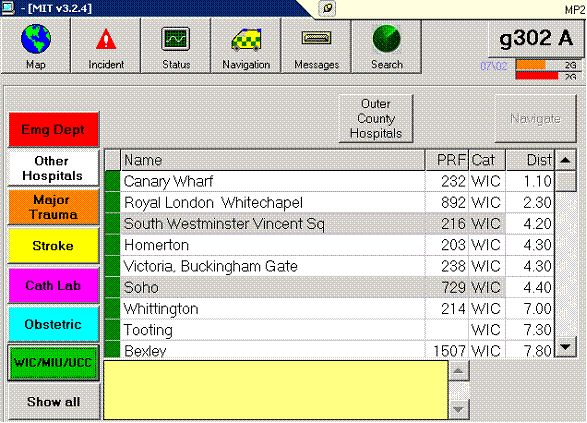 - [MIT v3.2.4]
MP2
Map
Incident
Status
Navigation
Messages
Search
g302 A
07\02
2G
2G
Outer
County
Hospitals
Navigate
Emg Dept
Other
Hospitals
Major
Trauma
Stroke
Cath Lab
Obstetric
WIC/MIU/UCC
Show all
Name PRF Cat Dist
Canary Wharf 232 WIC 1.10
Royal London Whitechapel 892 WIC 2.30
South Westminster Vincent Sq 216 WIC 4.20
Homerton 203 WIC 4.30
Victoria, Buckingham Gate 238 WIC 4.30
Soho 729 WIC 4.40
Whittington 214 WIC 7.00
Tooting WIC 7.30
Bexley 1507 WIC 7.80